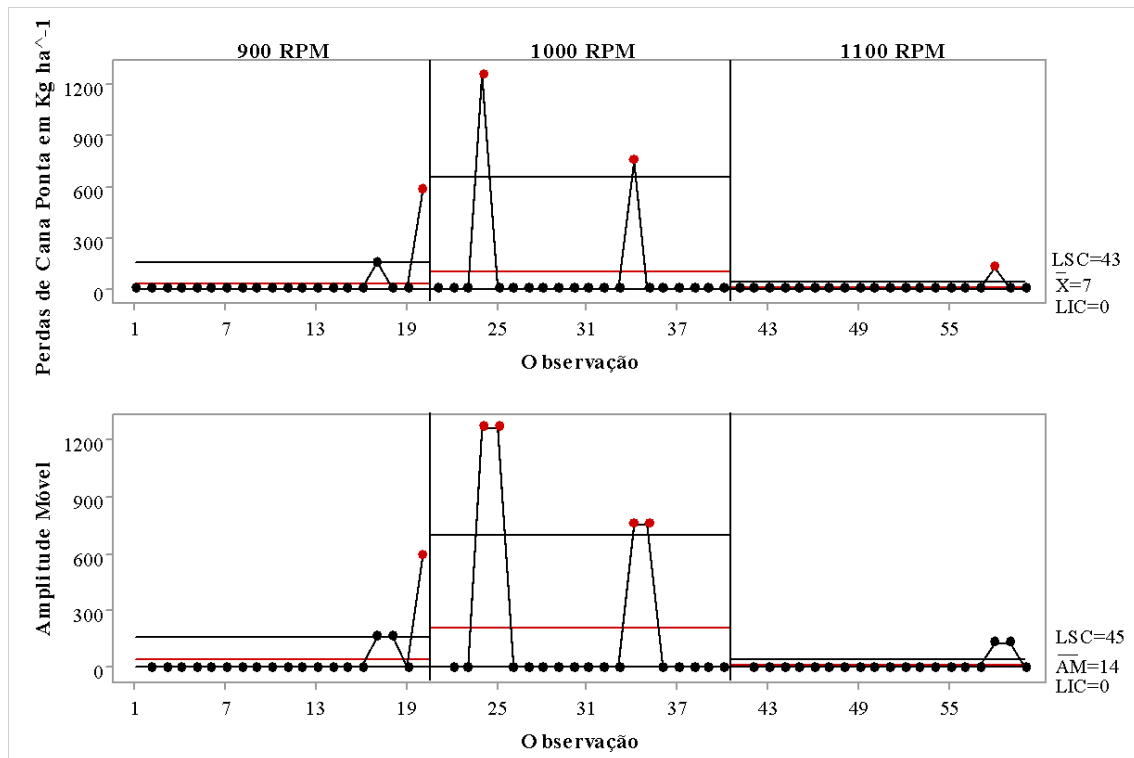 900 RPM
1000 RPM
1100 RPM
Perdas de Cana Ponta em Kg ha^-1
1200
900
600
300
0
1
7
13
19
25
31
37
43
49
55
LSC=43
X=7
LIC=0
Observação
Amplitude Móvel
1200
900
600
300
0
1
7
13
19
25
31
37
43
49
55
LSC=45
AM=14
LIC=0
Observação